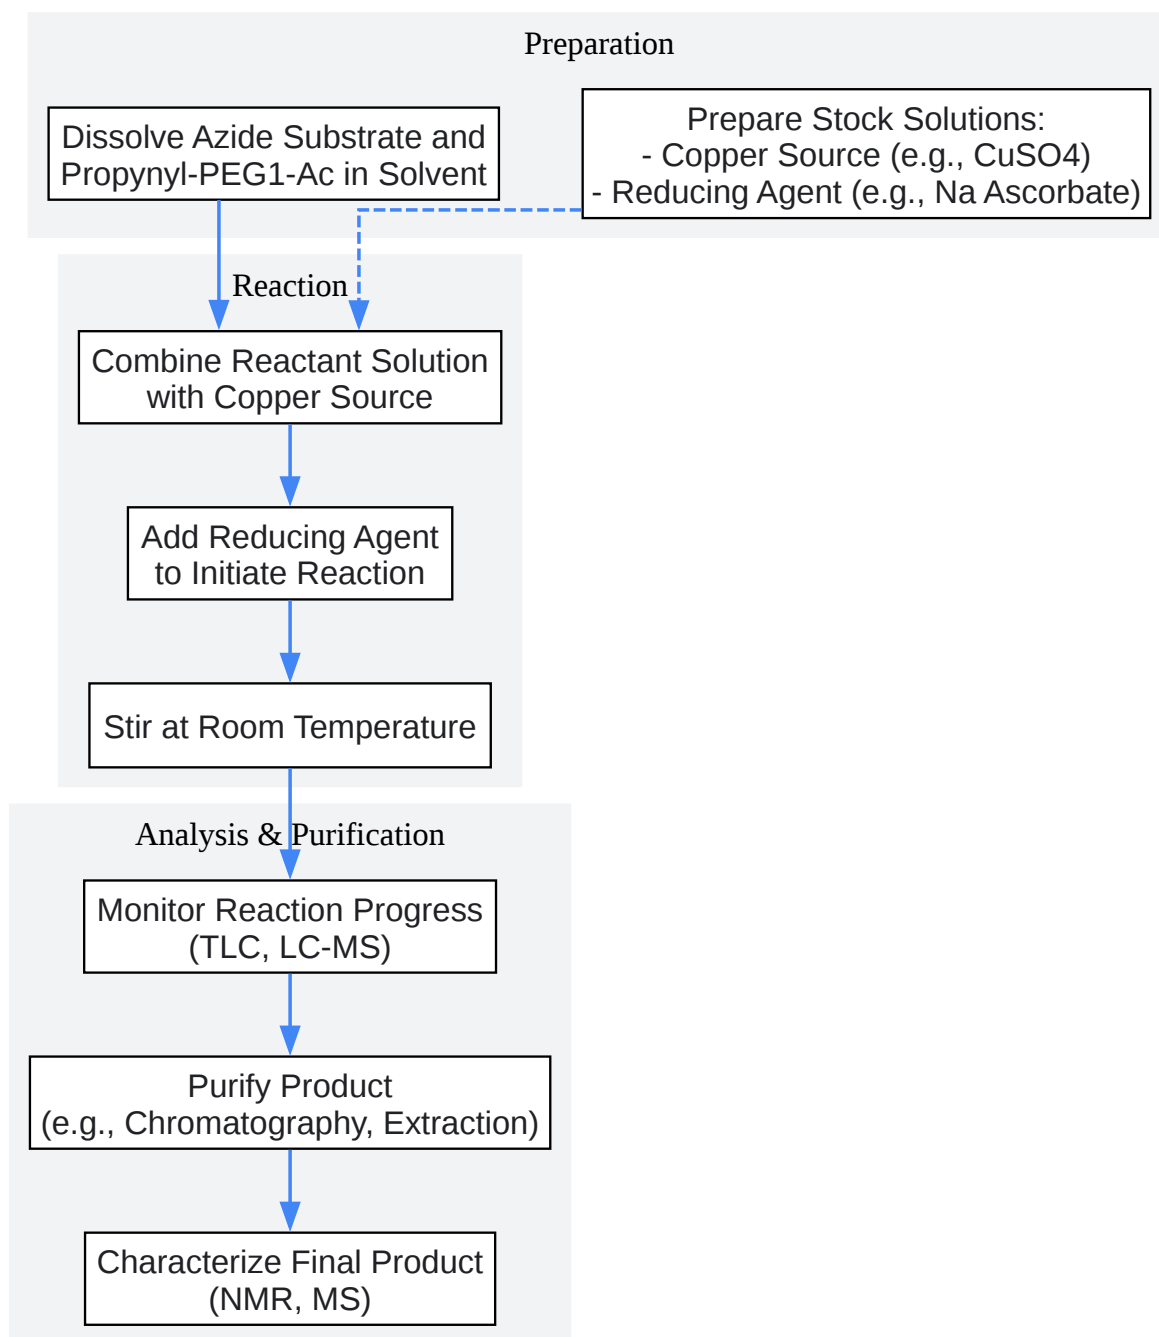 Preparation
Dissolve Azide Substrate and
Propynyl-PEG1-Ac in Solvent
Prepare Stock Solutions:
- Copper Source (e.g., CuSO4)
- Reducing Agent (e.g., Na Ascorbate)
Reaction
Combine Reactant Solution
with Copper Source
Add Reducing Agent
to Initiate Reaction
Stir at Room Temperature
Analysis & Purification
Monitor Reaction Progress
(TLC, LC-MS)
Purify Product
(e.g., Chromatography, Extraction)
Characterize Final Product
(NMR, MS)